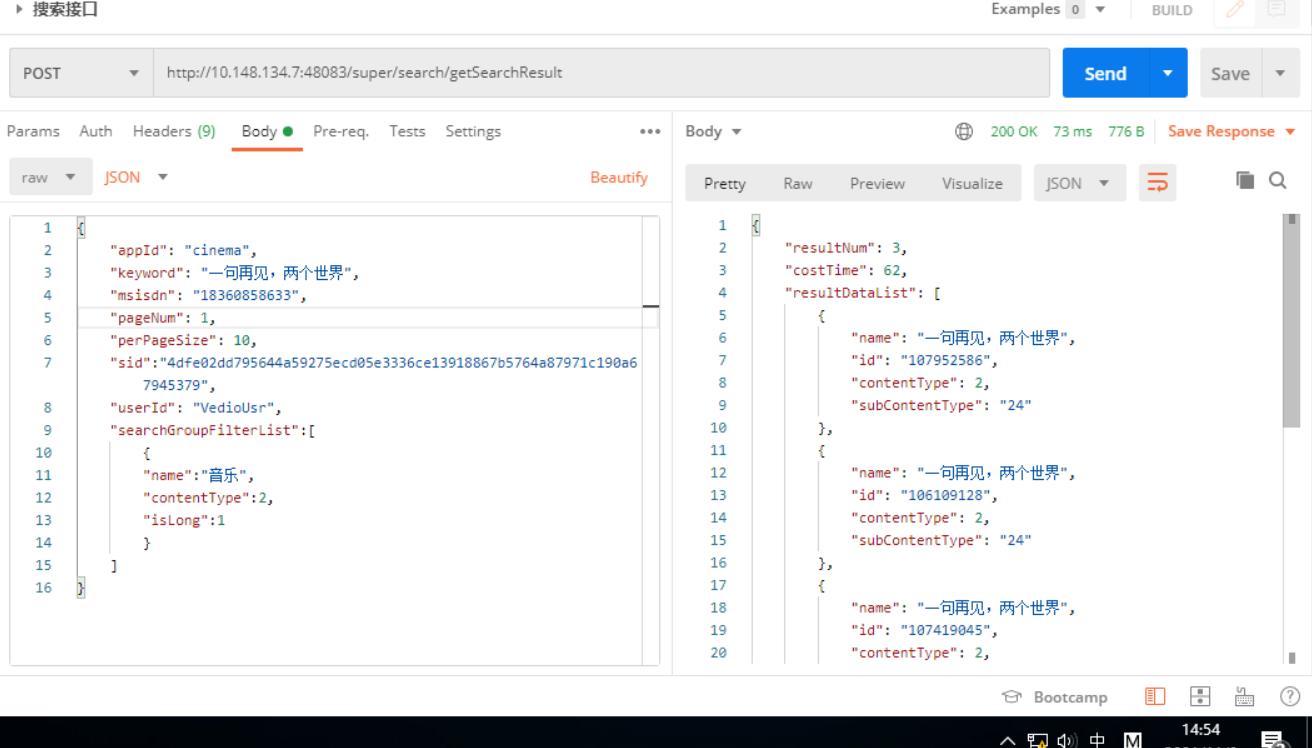 搜索接口
Examples 0
BUILD
POST
http://10.148.134.7:48083/super/search/getSearchResult
Send
Save
Params Auth Headers (9) Body Pre-req. Tests Settings
Body
200 OK 73 ms 776 B Save Response
raw JSON Beautify
Pretty Raw Preview Visualize JSON
1 {
2 "appId": "cinema",
3 "keyword": "一句再见，两个世界",
4 "msisdn": "18360858633",
5 "pageNum": 1,
6 "perPageSize": 10,
7 "sid":"4dfe02dd795644a59275ecd05e3336ce13918867b5764a87971c190a6
7945379",
8 "userId": "VedioUsr",
9 "searchGroupFilterList":[
10 {
11 "name":"音乐",
12 "contentType":2,
13 "isLong":1
14 }
15 ]
16 }
1 {
2 "resultNum": 3,
3 "costTime": 62,
4 "resultDataList": [
5 {
6 "name": "一句再见，两个世界",
7 "id": "107952586",
8 "contentType": 2,
9 "subContentType": "24"
10 },
11 {
12 "name": "一句再见，两个世界",
13 "id": "106109128",
14 "contentType": 2,
15 "subContentType": "24"
16 },
17 {
18 "name": "一句再见，两个世界",
19 "id": "107419045",
20 "contentType": 2,
Bootcamp
中 M 14:54